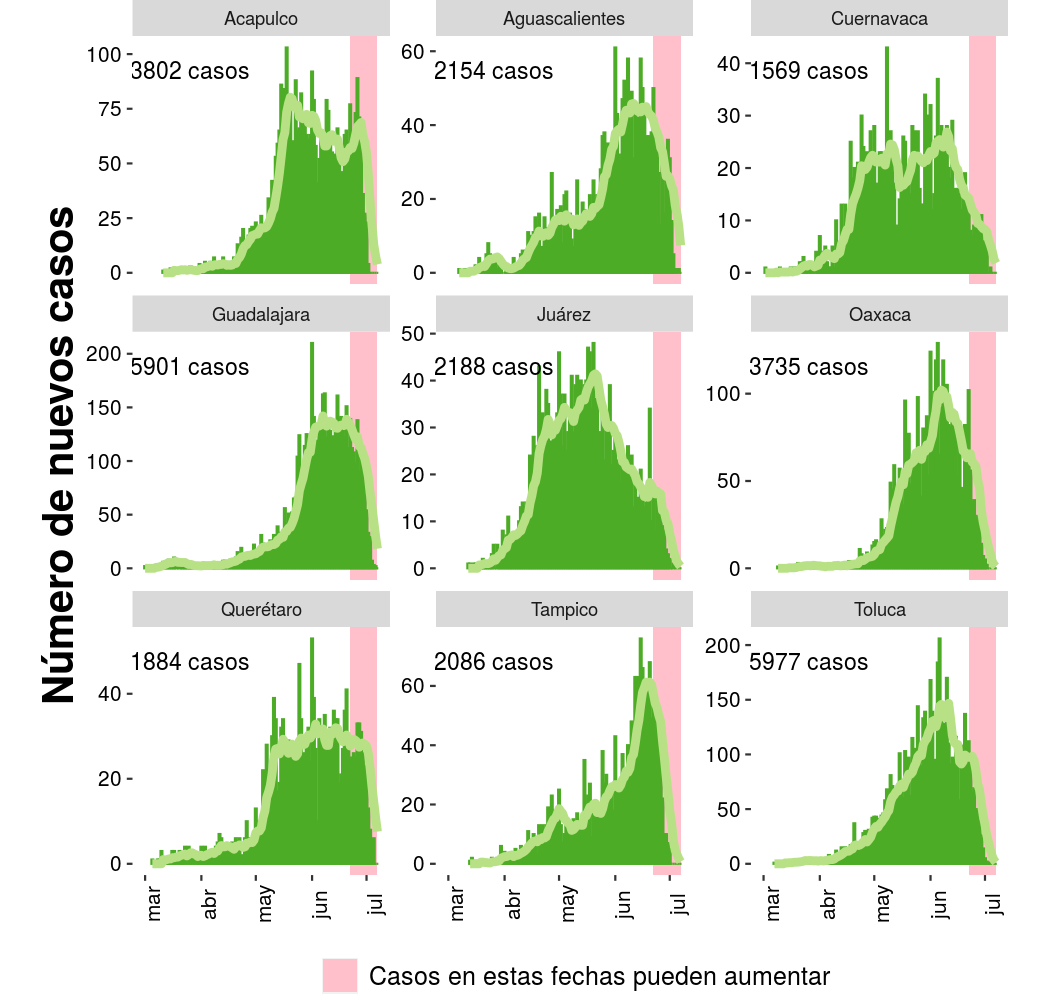 Acapulco
Aguascalientes
Cuernavaca
100
75
50
25
0
3802 casos
60
40
20
0
2154 casos
40
30
20
10
0
1569 casos
Número de nuevos casos
Guadalajara
Juárez
Oaxaca
200
150
100
50
0
5901 casos
50
40
30
20
10
0
2188 casos
100
50
0
3735 casos
Querétaro
Tampico
Toluca
40
20
0
1884 casos
60
40
20
0
2086 casos
200
150
100
50
0
5977 casos
mar
abr
may
jun
jul
mar
abr
may
jun
jul
mar
abr
may
jun
jul
Casos en estas fechas pueden aumentar